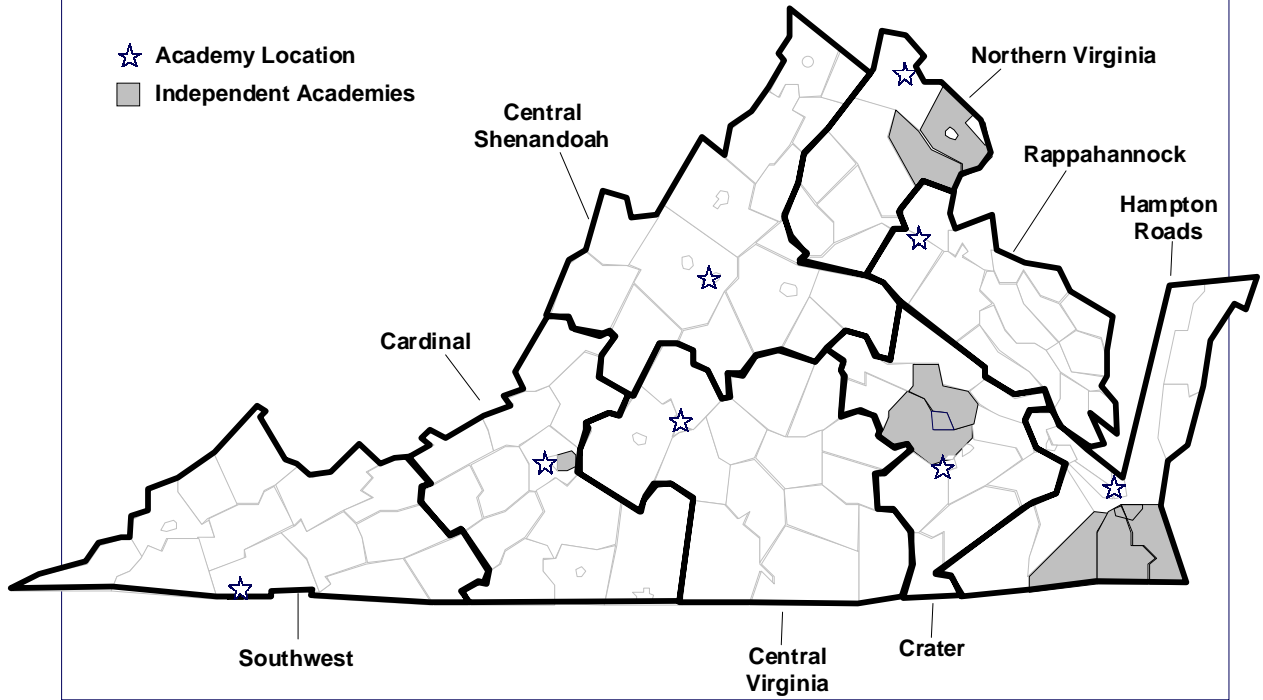 Academy Location
Independent Academies
Northern Virginia
Central
Shenandoah
Rappahannock
Hampton
Roads
Cardinal
Southwest
Central
Virginia
Crater